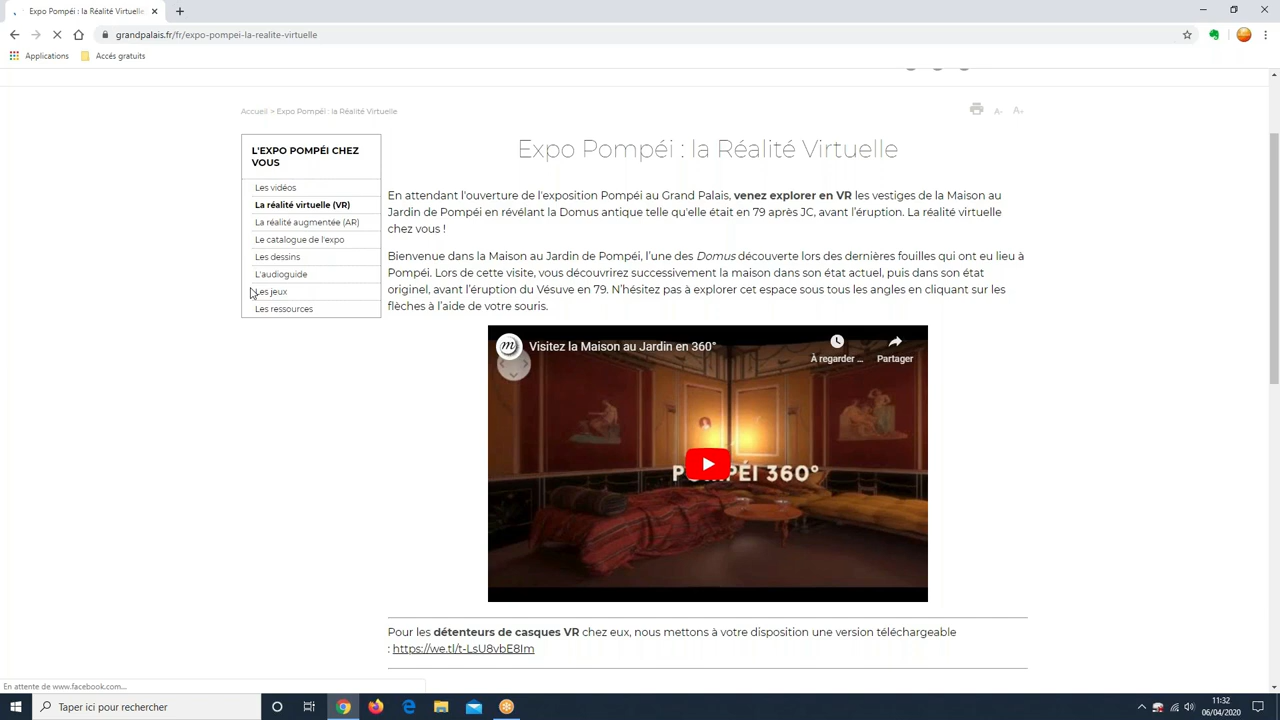 Expo Pompéi : la Réalité Virtuelle
grandpalais.fr/fr/expo-pompei-la-realite-virtuelle
Applications
Accés gratuits
Accueil > Expo Pompéi : la Réalité Virtuelle
A-
A+
L'EXPO POMPÉI CHEZ
VOUS
Les vidéos
La réalité virtuelle (VR)
La réalité augmentée (AR)
Le catalogue de l'expo
Les dessins
L'audioguide
Les jeux
Les ressources
Expo Pompéi : la Réalité Virtuelle
En attendant l'ouverture de l'exposition Pompéi au Grand Palais, venez explorer en VR les vestiges de la Maison au
Jardin de Pompéi en révélant la Domus antique telle qu'elle était en 79 après JC, avant l'éruption. La réalité virtuelle
chez vous !
Bienvenue dans la Maison au Jardin de Pompéi, l'une des Domus découverte lors des dernières fouilles qui ont eu lieu à
Pompéi. Lors de cette visite, vous découvrirez successivement la maison dans son état actuel, puis dans son état
originel, avant l'éruption du Vésuve en 79. N'hésitez pas à explorer cet espace sous tous les angles en cliquant sur les
flèches à l'aide de votre souris.
m
Visitez la Maison au Jardin en 360°
À regarder ...
Partager
POMPÉI 360°
Pour les détenteurs de casques VR chez eux, nous mettons à votre disposition une version téléchargeable
: https://we.tl/t-LsU8vbE8Im
En attente de www.facebook.com...
Taper ici pour rechercher
11:32
06/04/2020